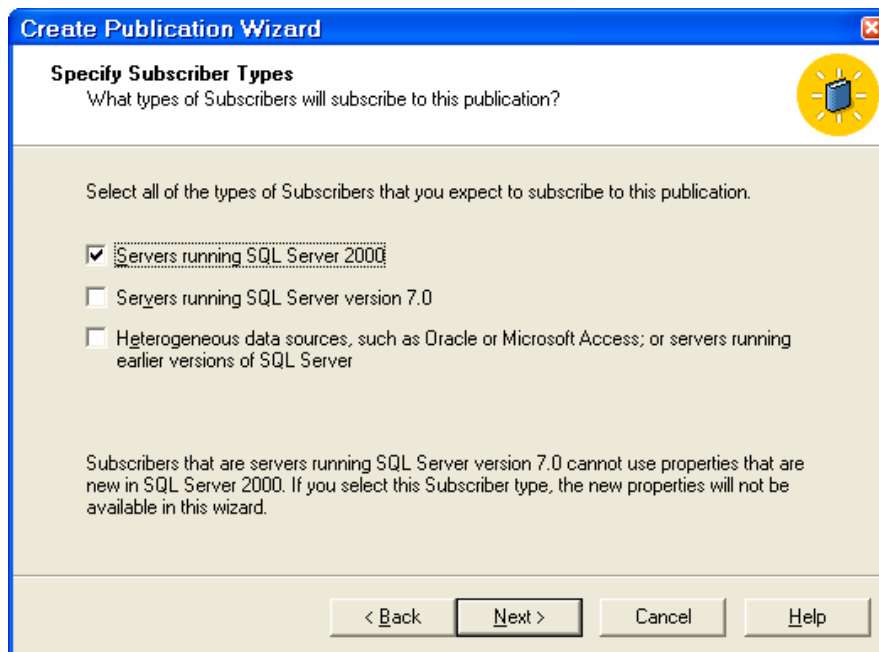 Create Publication Wizard
Specify Subscriber Types
What types of Subscribers will subscribe to this publication?
Select all of the types of Subscribers that you expect to subscribe to this publication.
Servers running SQL Server 2000
Servers running SQL Server version 7.0
Heterogeneous data sources, such as Oracle or Microsoft Access; or servers running
earlier versions of SQL Server
Subscribers that are servers running SQL Server version 7.0 cannot use properties that are
new in SQL Server 2000. If you select this Subscriber type, the new properties will not be
available in this wizard.
< Back Next > Cancel Help